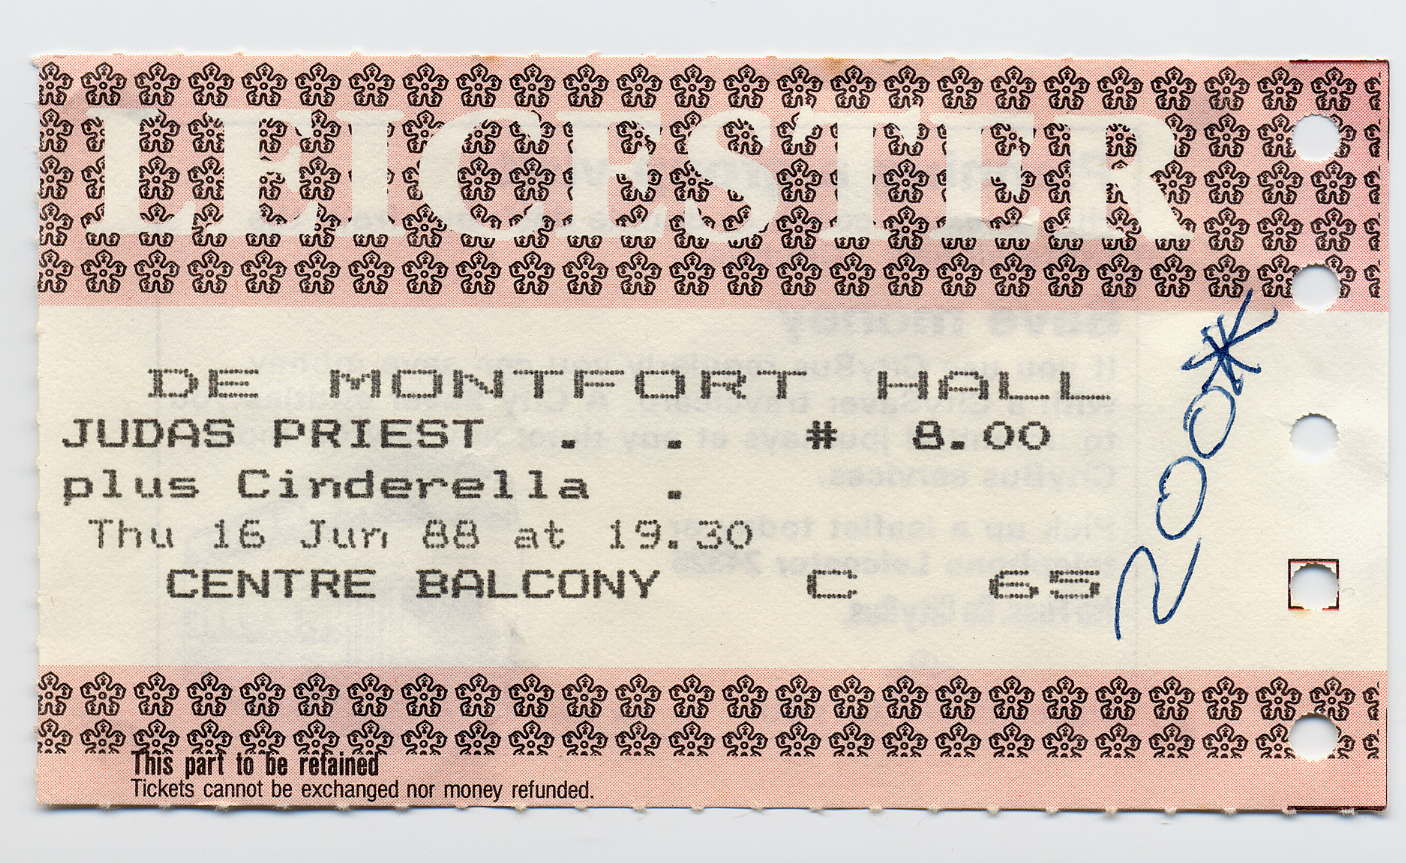 LEICESTER
DE MONTFORT HALL
JUDAS PRIEST . . # 8.00
plus Cinderella .
Thu 16 Jun 88 at 19.30
CENTRE BALCONY C 65
200*
This part to be retained
Tickets cannot be exchanged nor money refunded.